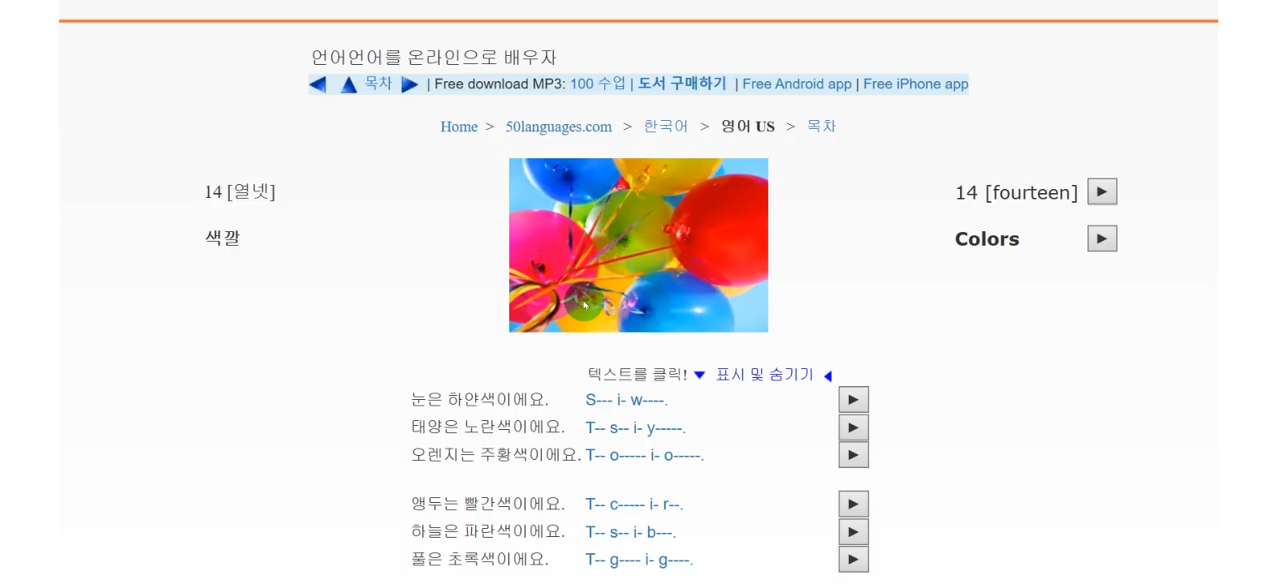 언어언어를 온라인으로 배우자
목차 | Free download MP3: 100 수업 | 도서 구매하기 | Free Android app | Free iPhone app
Home > 50languages.com > 한국어 > 영어 US > 목차
14 [열넷] 14 [fourteen]
색깔 Colors
텍스트를 클릭! 표시 및 숨기기
눈은 하얀색이에요. S--- i- w----.
태양은 노란색이에요. T-- s-- i- y-----.
오렌지는 주황색이에요. T-- o----- i- o-----.
앵두는 빨간색이에요. T-- c----- i- r--.
하늘은 파란색이에요. T-- s-- i- b---.
풀은 초록색이에요. T-- g---- i- g----.